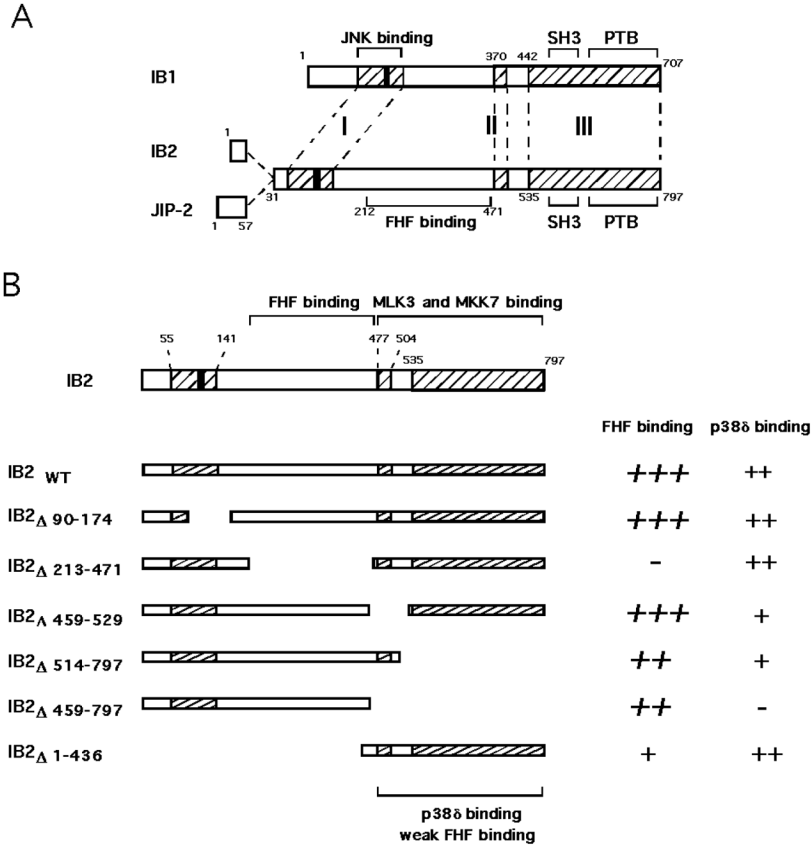 A
JNK binding
SH3 PTB
1 370 442 707
IB1
I II III
1
IB2
JIP-2
1 57
31 212 471 535 797
FHF binding
SH3 PTB
B
FHF binding MLK3 and MKK7 binding
55 141 477 504
535 797
IB2
FHF binding p38δ binding
IB2 WT +++ ++
IB2Δ 90-174 +++ ++
IB2Δ 213-471 - ++
IB2Λ 459-529 +++ +
IB2Δ 514-797 ++ +
IB2Δ 459-797 ++ -
IB2Δ 1-436 + ++
p38δ binding
weak FHF binding